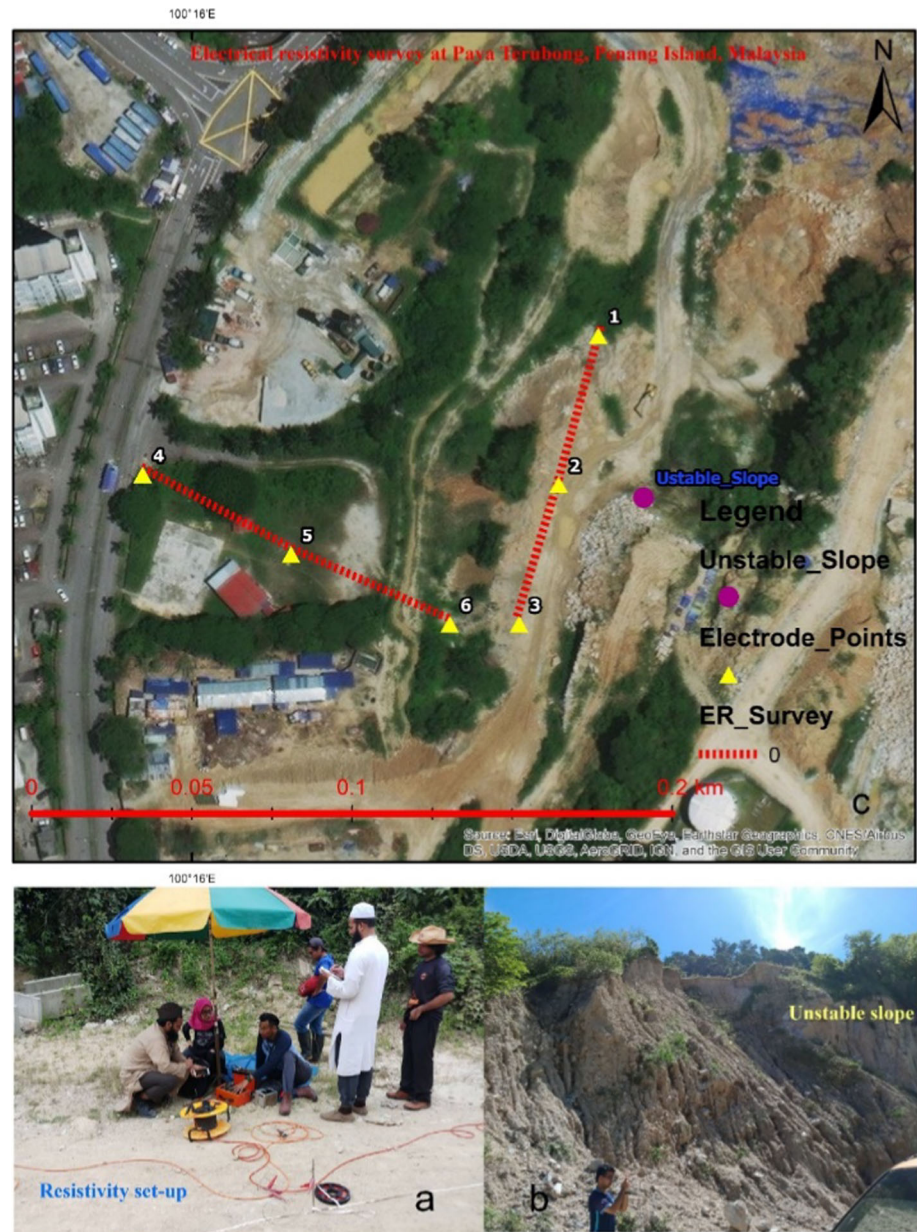 100°16'E
Electrical resistivity survey at Paya Terubong, Penang Island, Malaysia
N
1
4
2
Ustable_Slope
Legend
5
Unstable_Slope
6
3
Electrode_Points
ER_Survey
0
0
0.05
0.1
0.2 km
C
Source: Esri, DigitalGlobe, GeoEye, Earthstar Geographics, CNES/Airbus
DS, USDA, USGS, AeroGRID, IGN, and the GIS User Community
100°16'E
Unstable slope
Resistivity set-up
a
b